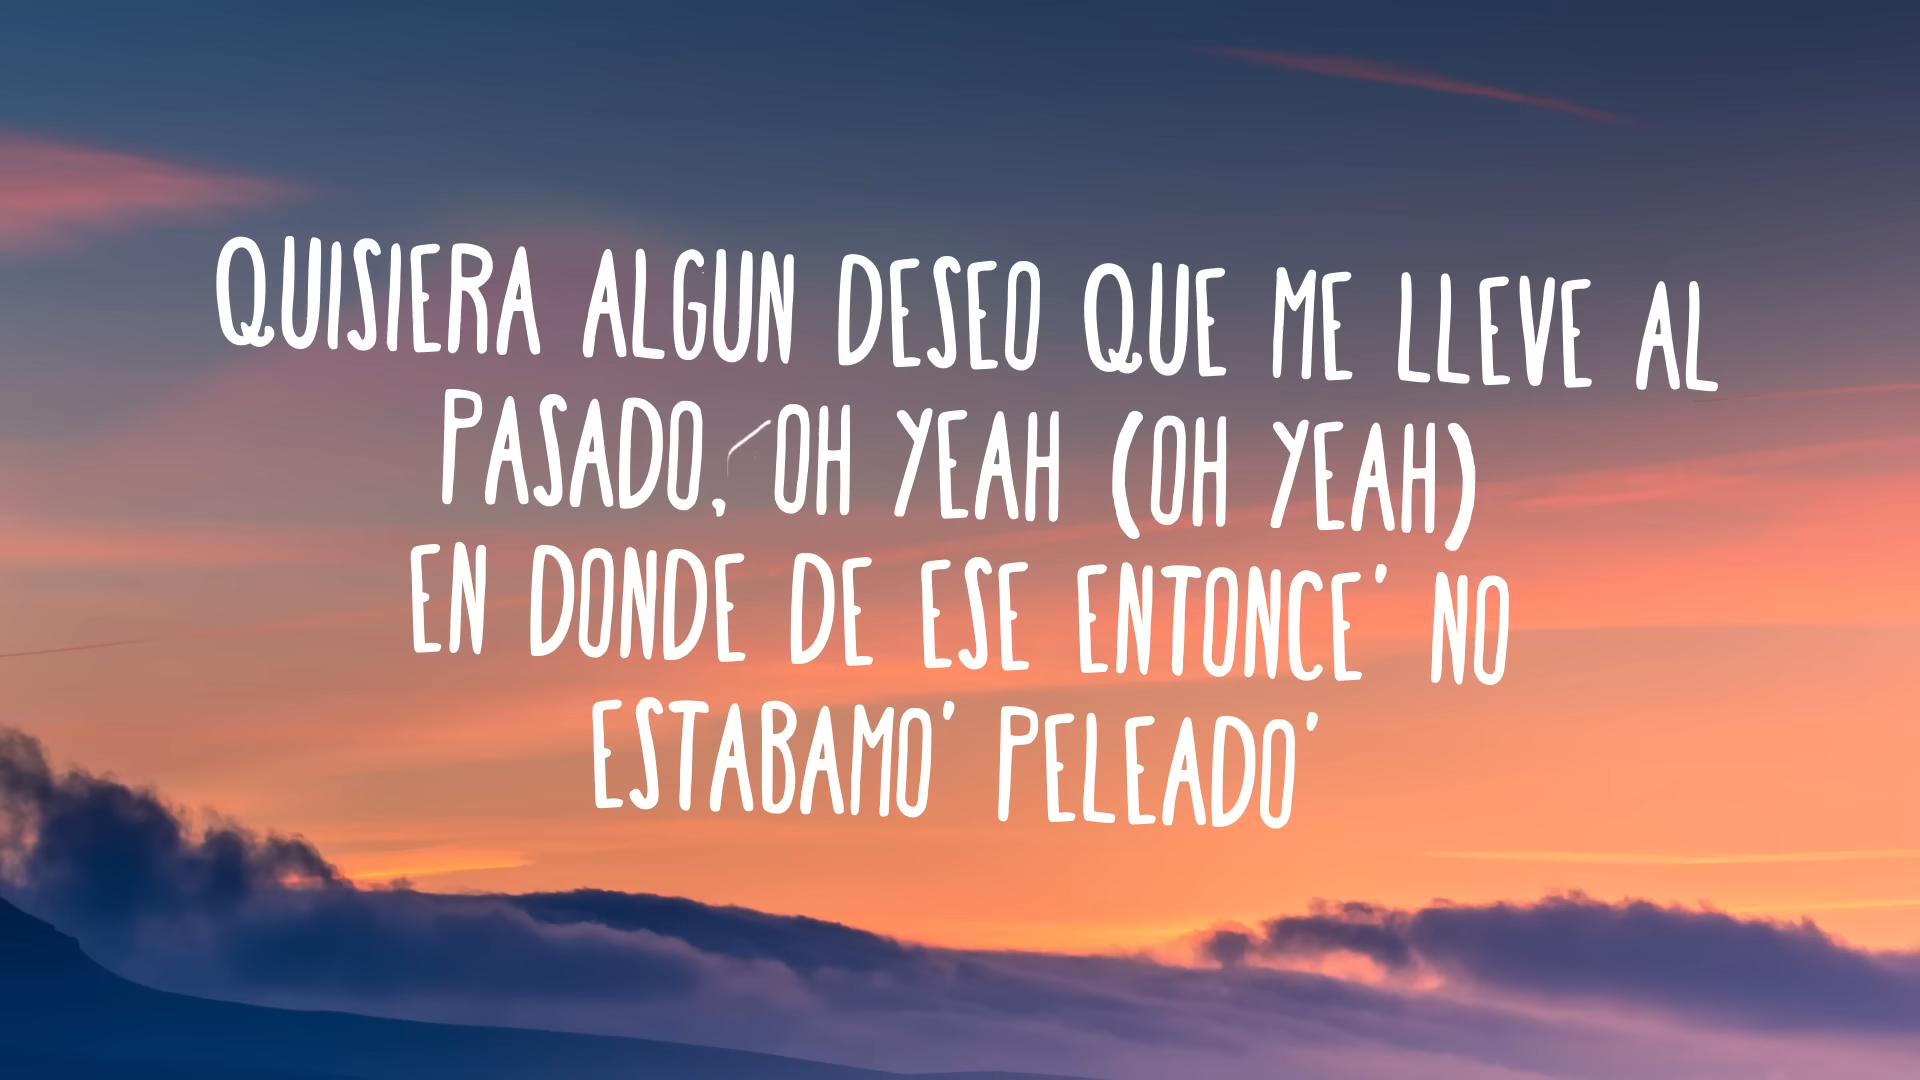 QUISIERA ALGUN DESEO QUE ME LLEVE AL
PASADO, OH YEAH (OH YEAH)
EN DONDE DE ESE ENTONCE' NO
ESTABAMO' PELEADO'